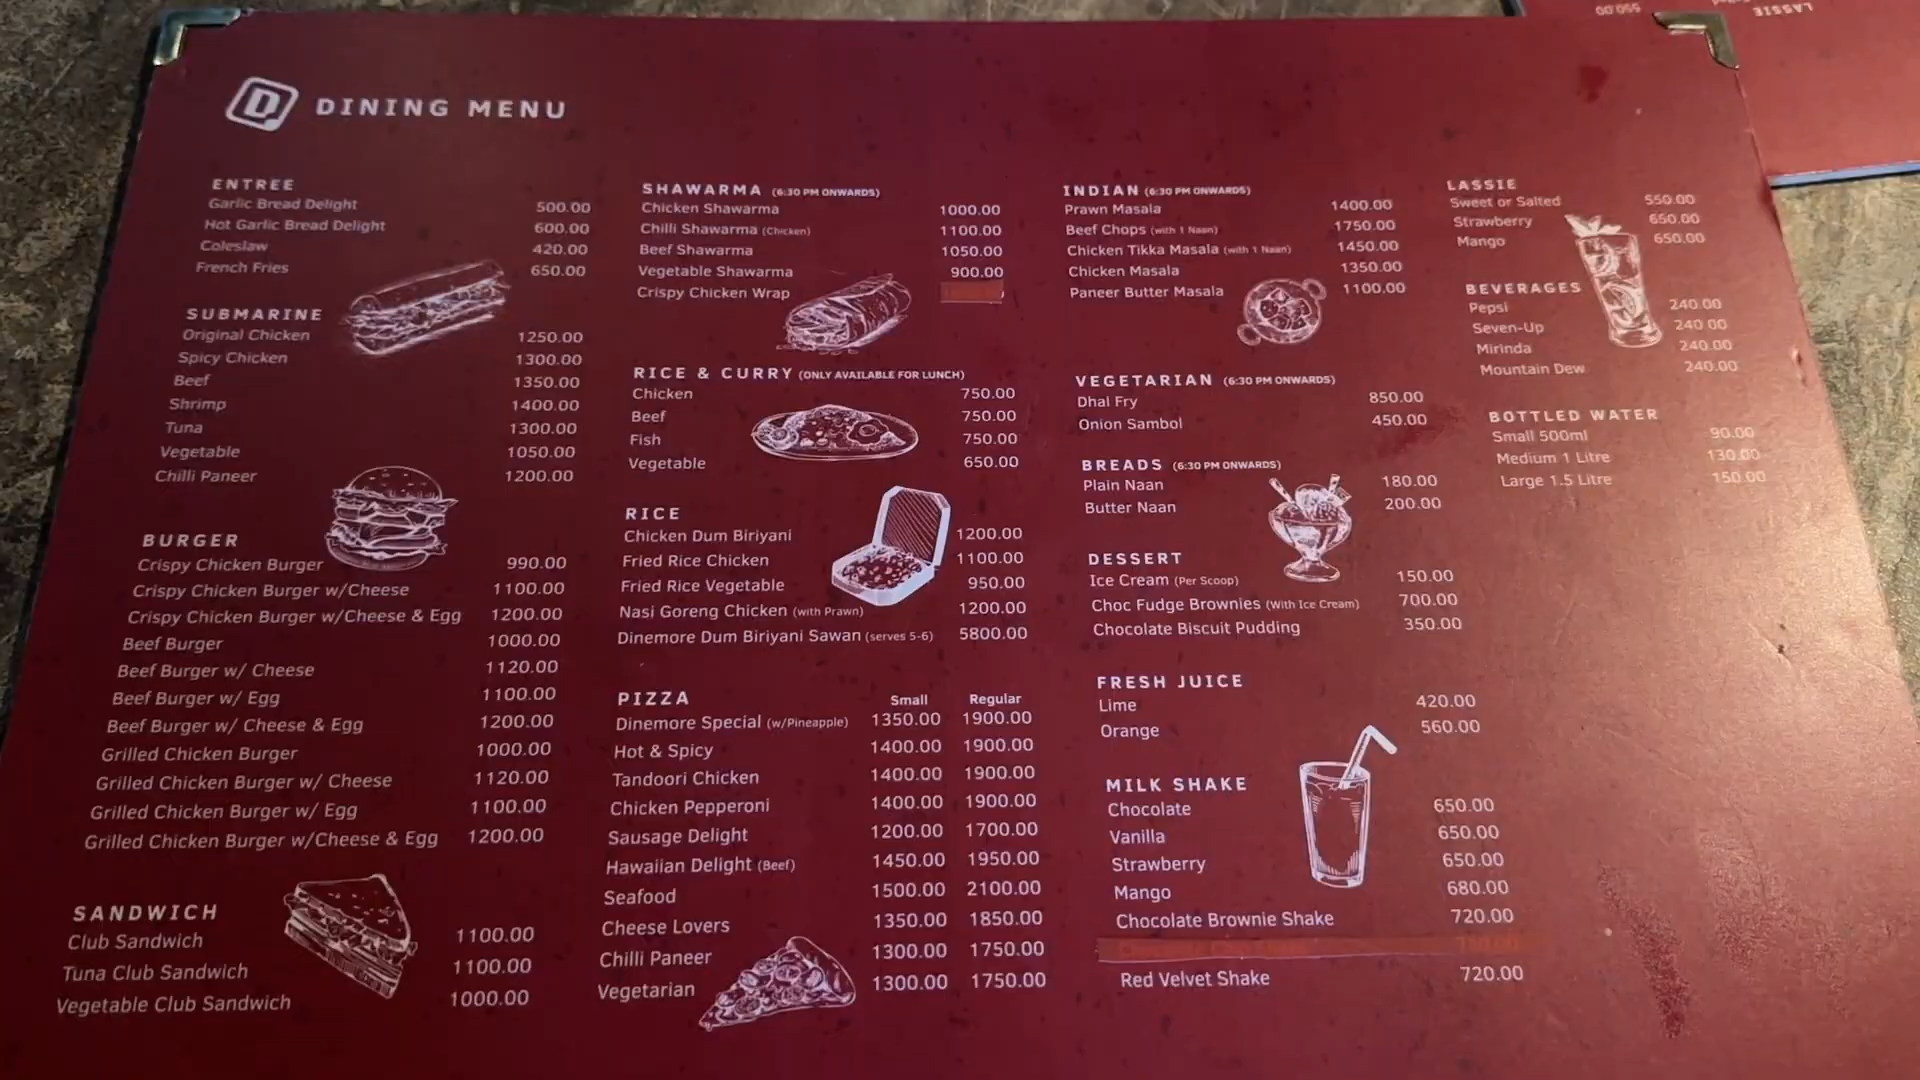 DINING MENU
ENTREE
Garlic Bread Delight 500.00
Hot Garlic Bread Delight 600.00
Coleslaw 420.00
French Fries 650.00
SUBMARINE
Original Chicken 1250.00
Spicy Chicken 1300.00
Beef 1350.00
Shrimp 1400.00
Tuna 1300.00
Vegetable 1050.00
Chilli Paneer 1200.00
BURGER
Crispy Chicken Burger 990.00
Crispy Chicken Burger w/Cheese 1100.00
Crispy Chicken Burger w/Cheese & Egg 1200.00
Beef Burger 1000.00
Beef Burger w/ Cheese 1120.00
Beef Burger w/ Egg 1100.00
Beef Burger w/ Cheese & Egg 1200.00
Grilled Chicken Burger 1000.00
Grilled Chicken Burger w/ Cheese 1120.00
Grilled Chicken Burger w/ Egg 1100.00
Grilled Chicken Burger w/Cheese & Egg 1200.00
SANDWICH
Club Sandwich 1100.00
Tuna Club Sandwich 1100.00
Vegetable Club Sandwich 1000.00
SHAWARMA (6:30 PM ONWARDS)
Chicken Shawarma 1000.00
Chilli Shawarma (Chicken) 1100.00
Beef Shawarma 1050.00
Vegetable Shawarma 900.00
Crispy Chicken Wrap
RICE & CURRY (ONLY AVAILABLE FOR LUNCH)
Chicken 750.00
Beef 750.00
Fish 750.00
Vegetable 650.00
RICE
Chicken Dum Biriyani 1200.00
Fried Rice Chicken 1100.00
Fried Rice Vegetable 950.00
Nasi Goreng Chicken (with Prawn) 1200.00
Dinemore Dum Biriyani Sawan (serves 5-6) 5800.00
PIZZA Small Regular
Dinemore Special (w/Pineapple) 1350.00 1900.00
Hot & Spicy 1400.00 1900.00
Tandoori Chicken 1400.00 1900.00
Chicken Pepperoni 1400.00 1900.00
Sausage Delight 1200.00 1700.00
Hawaiian Delight (Beef) 1450.00 1950.00
Seafood 1500.00 2100.00
Cheese Lovers 1350.00 1850.00
Chilli Paneer 1300.00 1750.00
Vegetarian 1300.00 1750.00
INDIAN (6:30 PM ONWARDS)
Prawn Masala 1400.00
Beef Chops (with 1 Naan) 1750.00
Chicken Tikka Masala (with 1 Naan) 1450.00
Chicken Masala 1350.00
Paneer Butter Masala 1100.00
VEGETARIAN (6:30 PM ONWARDS)
Dhal Fry 850.00
Onion Sambol 450.00
BREADS (6:30 PM ONWARDS)
Plain Naan 180.00
Butter Naan 200.00
DESSERT
Ice Cream (Per Scoop) 150.00
Choc Fudge Brownies (With Ice Cream) 700.00
Chocolate Biscuit Pudding 350.00
FRESH JUICE
Lime 420.00
Orange 560.00
MILK SHAKE
Chocolate 650.00
Vanilla 650.00
Strawberry 650.00
Mango 680.00
Chocolate Brownie Shake 720.00
Red Velvet Shake 720.00
LASSIE
Sweet or Salted 550.00
Strawberry 650.00
Mango 650.00
BEVERAGES
Pepsi 240.00
Seven-Up 240.00
Mirinda 240.00
Mountain Dew 240.00
BOTTLED WATER
Small 500ml 90.00
Medium 1 Litre 130.00
Large 1.5 Litre 150.00
LASSIE
550.00